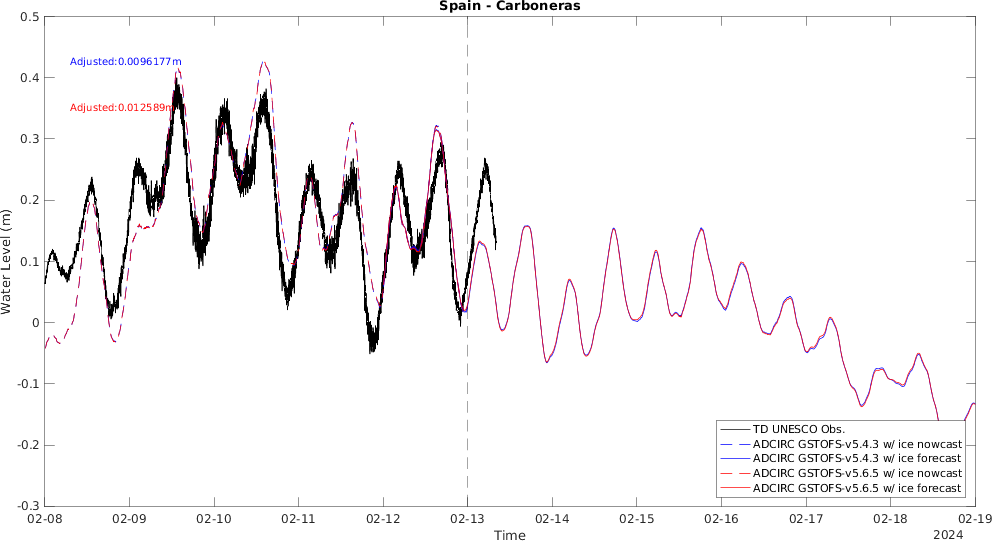 Spain - Carboneras
0.5
0.4
0.3
0.2
0.1
0
-0.1
-0.2
-0.3
Water Level (m)
Adjusted:0.0096177m
Adjusted:0.012589m
TD UNESCO Obs.
ADCIRC GSTOFS-v5.4.3 w/ ice nowcast
ADCIRC GSTOFS-v5.4.3 w/ ice forecast
ADCIRC GSTOFS-v5.6.5 w/ ice nowcast
ADCIRC GSTOFS-v5.6.5 w/ ice forecast
02-08 02-09 02-10 02-11 02-12 02-13 02-14 02-15 02-16 02-17 02-18 02-19
Time
2024